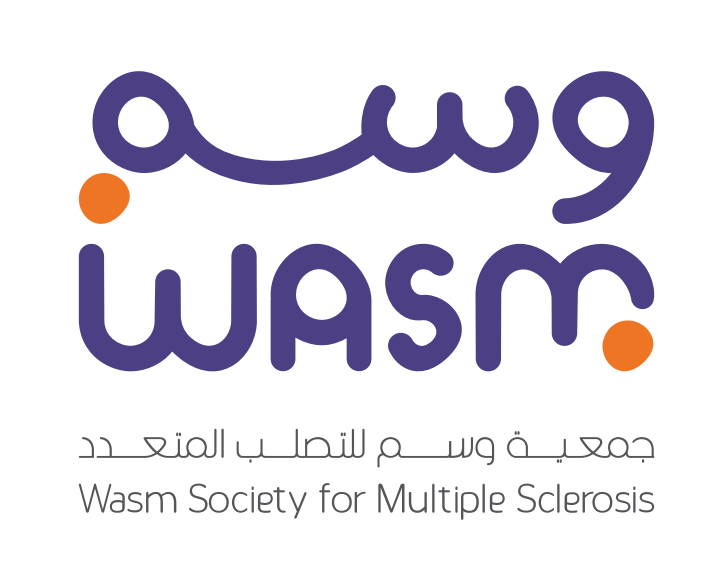 وسم
WASM
جمعية وسم للتصلب المتعدد
Wasm Society for Multiple Sclerosis